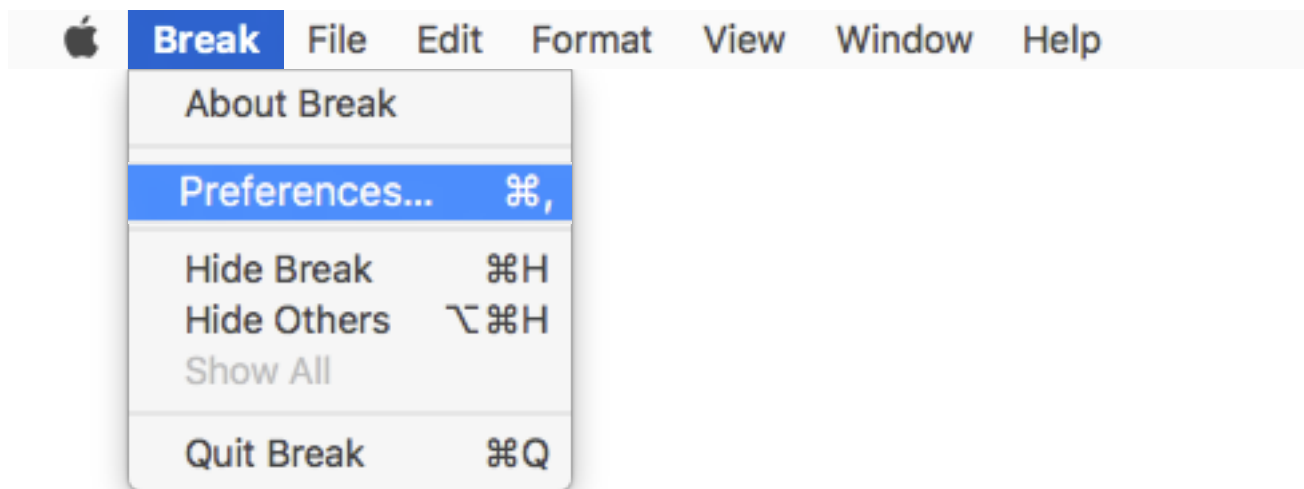 Break File Edit Format View Window Help
About Break
Preferences... ⌘,
Hide Break ⌘H
Hide Others ⌥⌘H
Show All
Quit Break ⌘Q